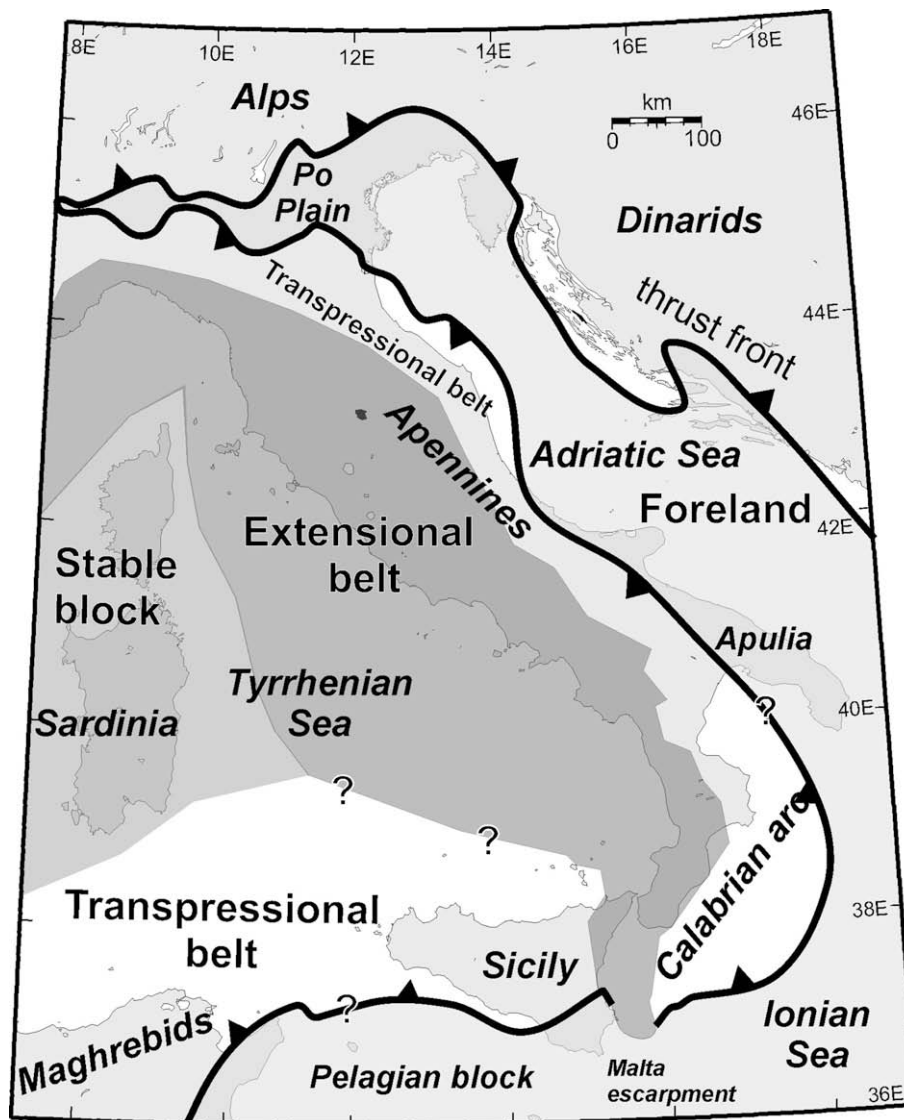 8E
10E
12E
14E
16E
18E
Alps
km
0
100
46E
Po
Plain
Dinarids
Transpressional belt
thrust front
44E
Apennines
Adriatic Sea
Foreland
42E
Extensional
belt
Stable
block
Apulia
Tyrrhenian
Sea
Sardinia
?
40E
?
?
Calabrian arc
Transpressional
belt
38E
Sicily
Maghrebids
?
Ionian
Sea
Pelagian block
Malta
escarpment
36E